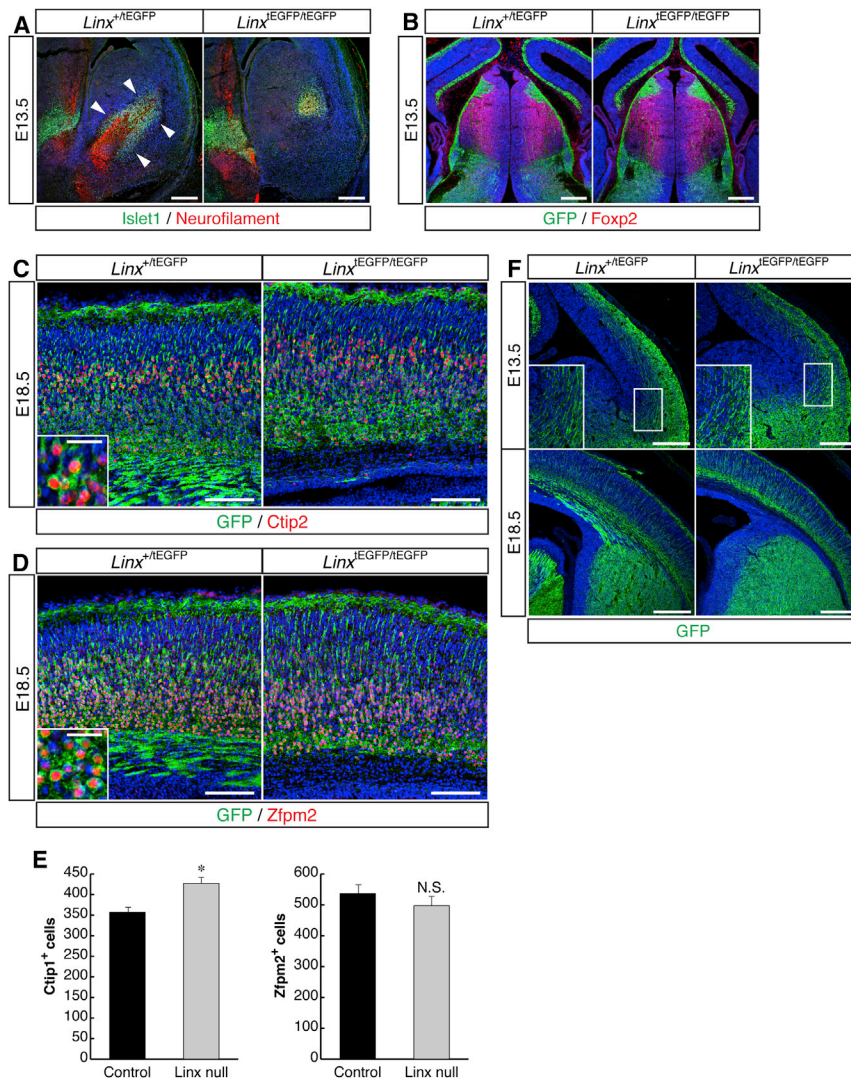 A
Linx+/tEGFP
LinxtEGFP/tEGFP
E13.5
Islet1 / Neurofilament
B
Linx+/tEGFP
LinxtEGFP/tEGFP
E13.5
GFP / Foxp2
C
Linx+/tEGFP
LinxtEGFP/tEGFP
E18.5
GFP / Ctip2
D
Linx+/tEGFP
LinxtEGFP/tEGFP
E18.5
GFP / Zfpm2
F
Linx+/tEGFP
LinxtEGFP/tEGFP
E13.5
E18.5
GFP
E
Ctip1+ cells
450
400
350
350
250
200
150
100
50
0
*
Control
Linx null
Zfpm2+ cells
600
500
400
300
200
100
0
N.S.
Control
Linx null